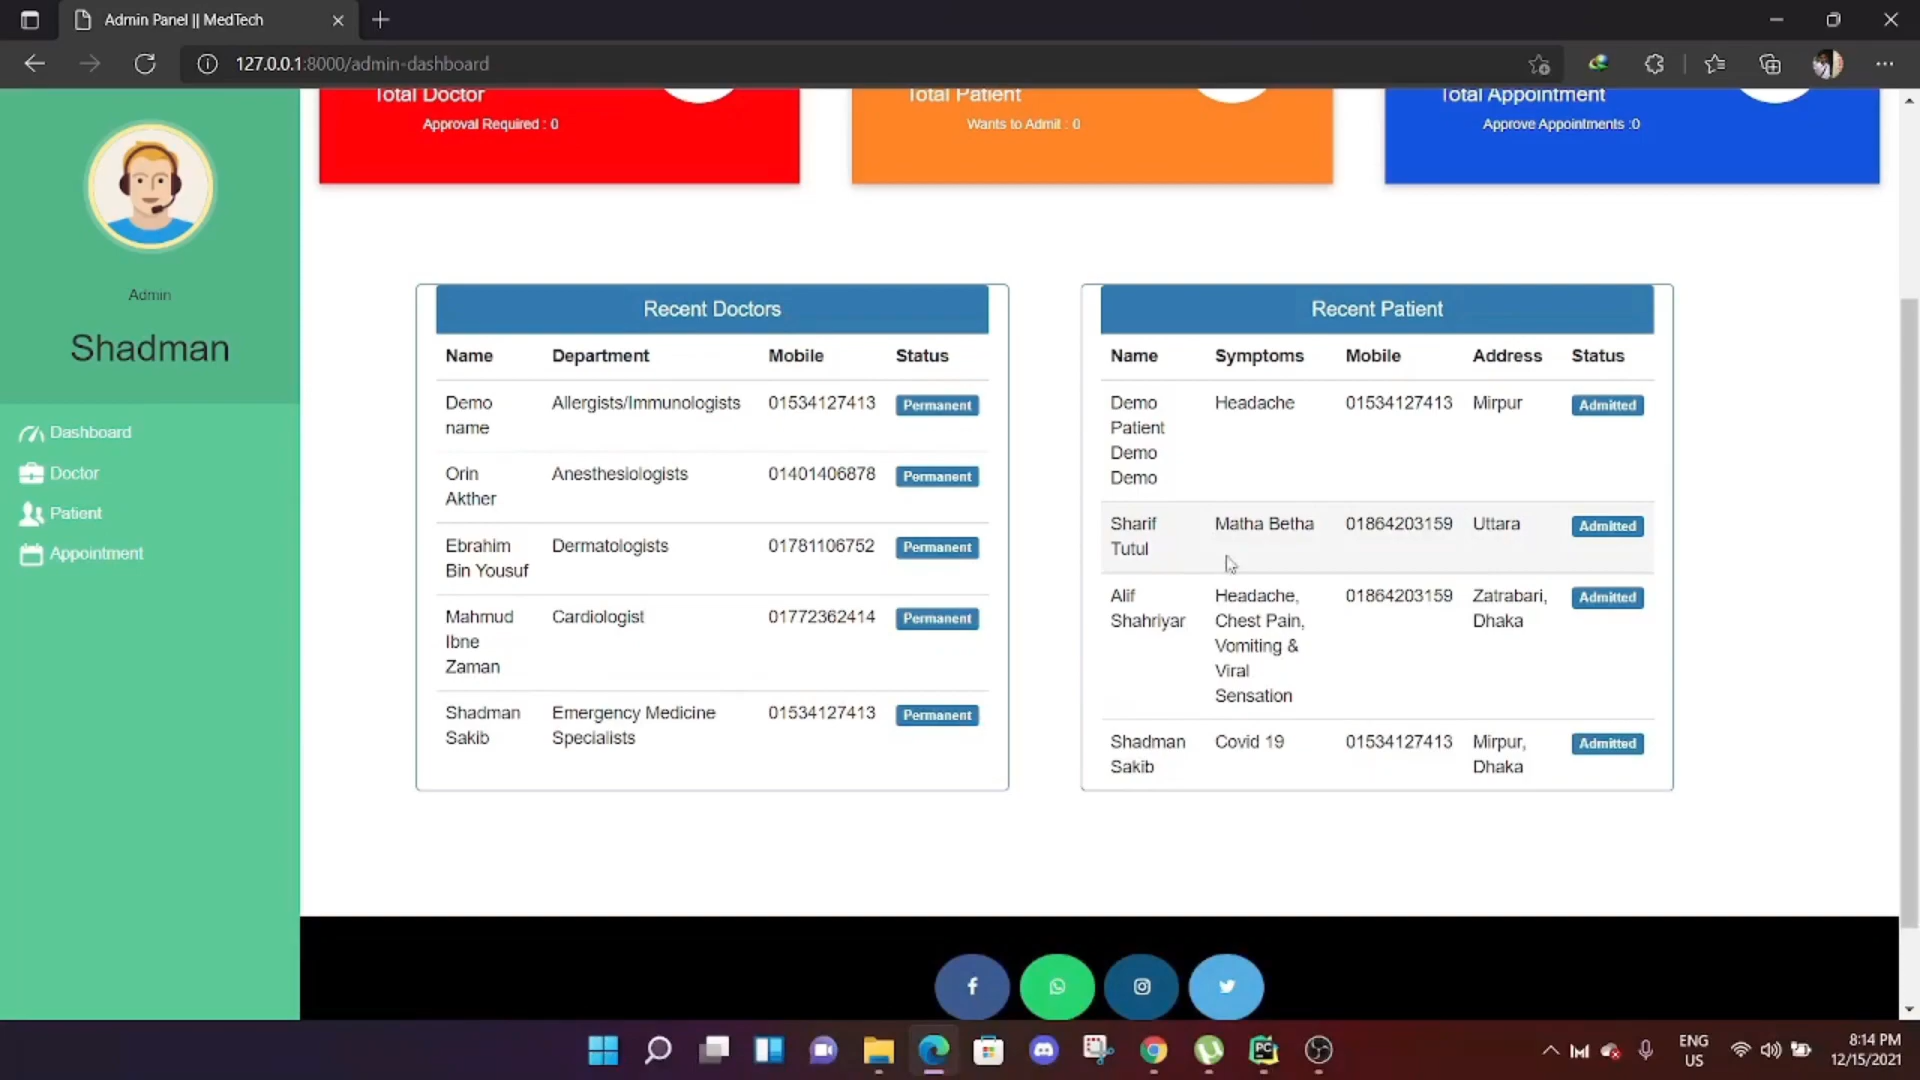 Admin Panel || MedTech
127.0.0.1:8000/admin-dashboard
Total Doctor
Approval Required : 0
Total Patient
Wants to Admit : 0
Total Appointment
Approve Appointments :0
Admin
Shadman
Dashboard
Doctor
Patient
Appointment
Recent Doctors
Name Department Mobile Status
Demo Allergists/Immunologists 01534127413 Permanent
name
Orin Anesthesiologists 01401406878 Permanent
Akther
Ebrahim Dermatologists 01781106752 Permanent
Bin Yousuf
Mahmud Cardiologist 01772362414 Permanent
Ibne
Zaman
Shadman Emergency Medicine 01534127413 Permanent
Sakib Specialists
Recent Patient
Name Symptoms Mobile Address Status
Demo Headache 01534127413 Mirpur Admitted
Patient
Demo
Demo
Sharif Matha Betha 01864203159 Uttara Admitted
Tutul
Alif Headache, 01864203159 Zatrabari, Admitted
Shahriyar Chest Pain, Dhaka
Vomiting &
Viral
Sensation
Shadman Covid 19 01534127413 Mirpur, Admitted
Sakib Dhaka
PC
ENG
US
8:14 PM
12/15/2021